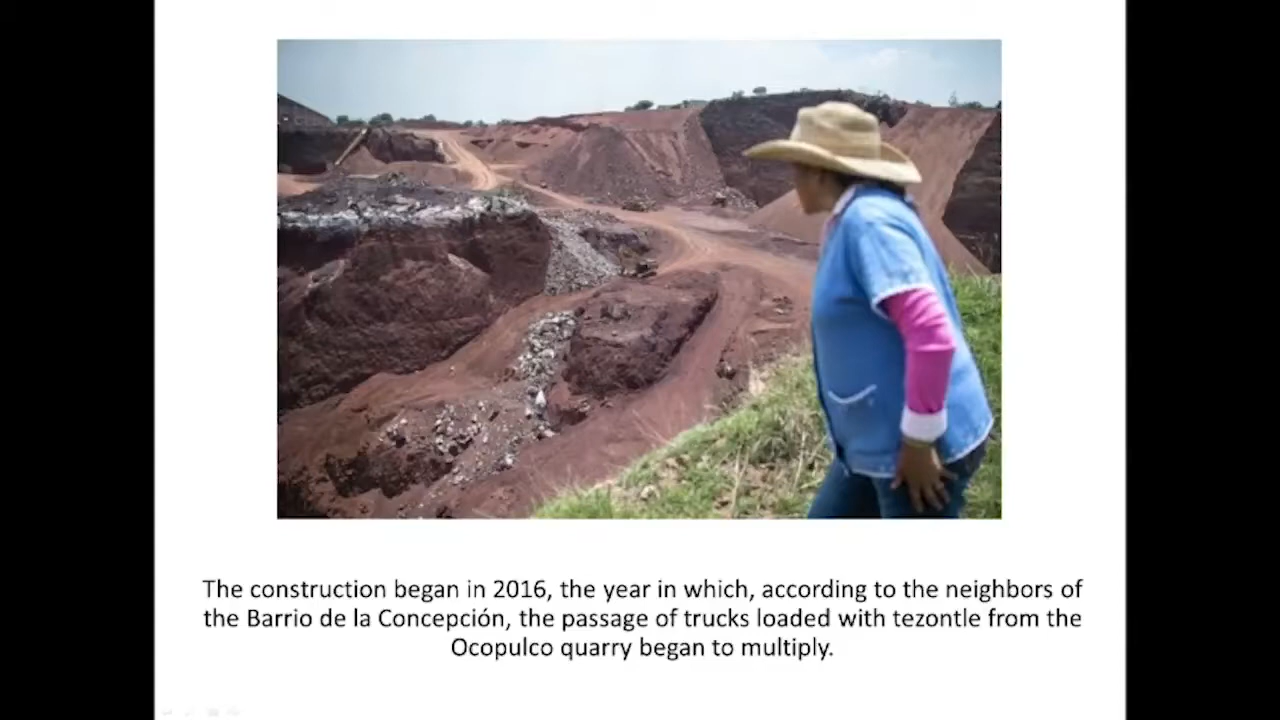 The construction began in 2016, the year in which, according to the neighbors of
the Barrio de la Concepción, the passage of trucks loaded with tezontle from the
Ocopulco quarry began to multiply.